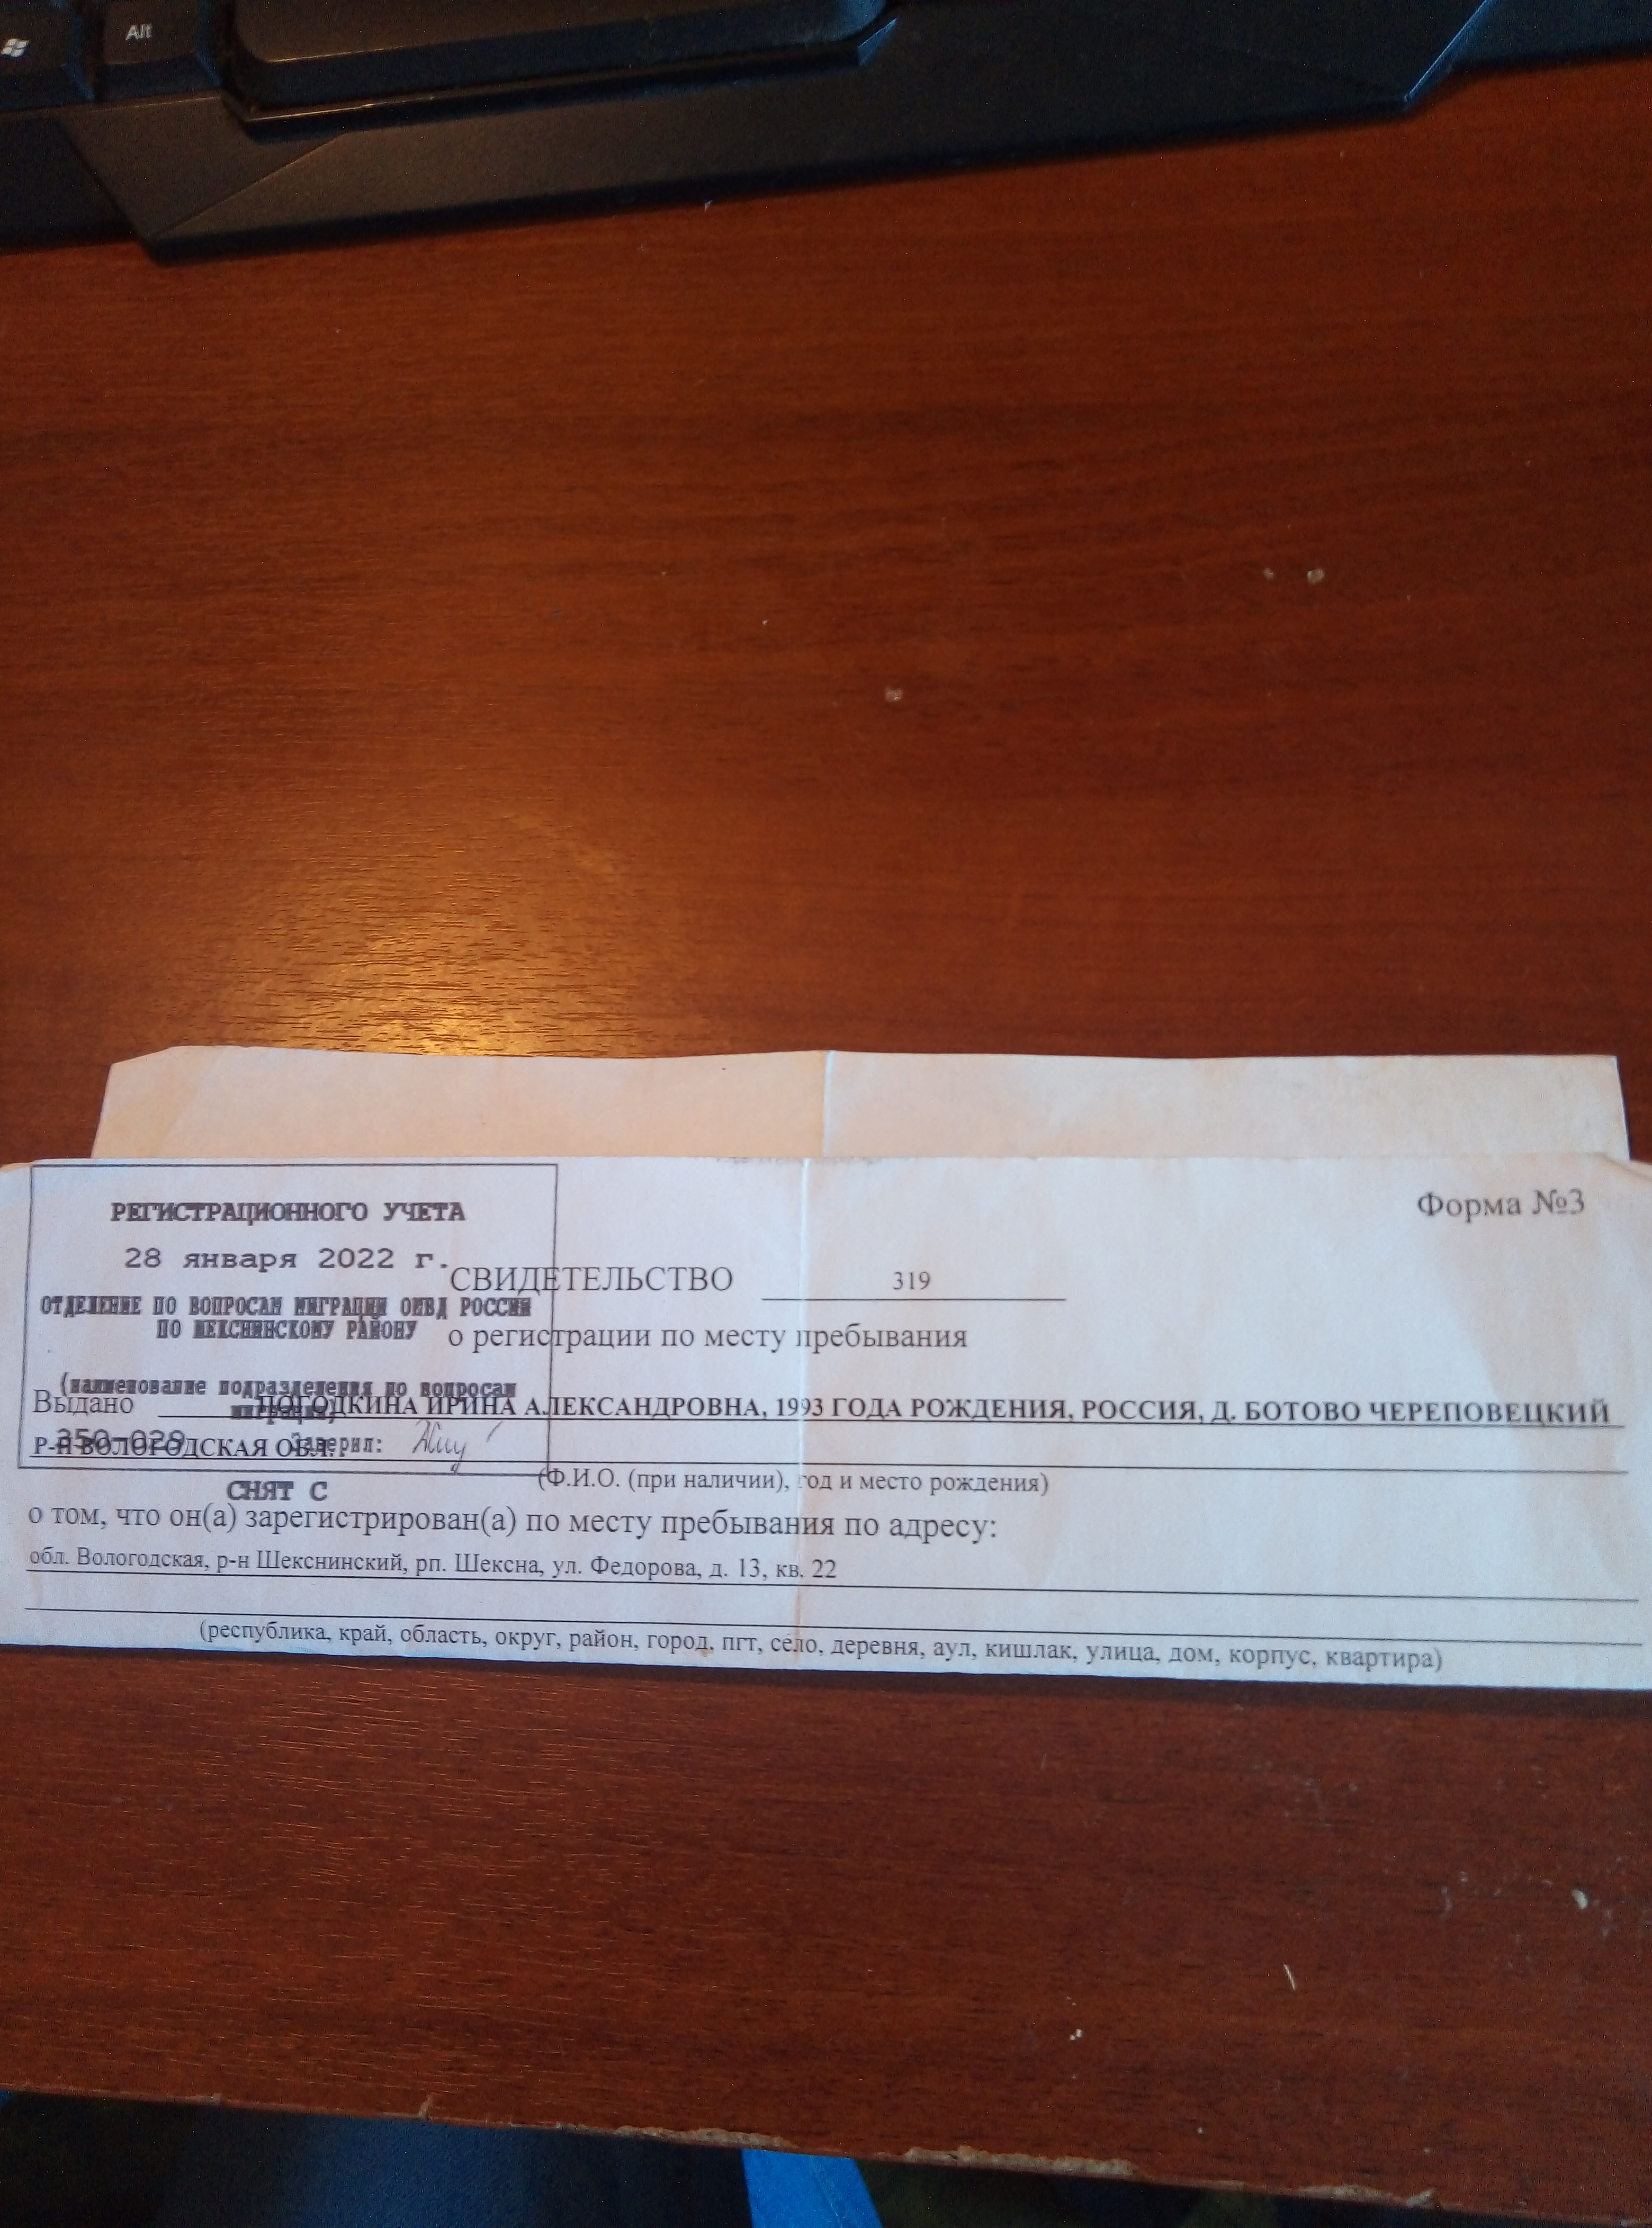 Alt
Форма №3
РЕГИСТРАЦИОННОГО УЧЕТА
28 января 2022 г.
СВИДЕТЕЛЬСТВО 319
ОТДЕЛЕНИЕ ПО ВОПРОСАМ МИГРАЦИИ ОМВД РОССИИ
ПО ШЕКСНИНСКОМУ РАЙОНУ
о регистрации по месту пребывания
(наименование подразделения по вопросам
миграции)
Выдано ПОГОДКИНА ИРИНА АЛЕКСАНДРОВНА, 1993 ГОДА РОЖДЕНИЯ, РОССИЯ, Д. БОТОВО ЧЕРЕПОВЕЦКИЙ
Р-Н ВОЛОГОДСКАЯ ОБЛ.
350-029 Заверил:
(Ф.И.О. (при наличии), год и место рождения)
СНЯТ С
о том, что он(а) зарегистрирован(а) по месту пребывания по адресу:
обл. Вологодская, р-н Шекснинский, рп. Шексна, ул. Федорова, д. 13, кв. 22
(республика, край, область, округ, район, город, пгт, село, деревня, аул, кишлак, улица, дом, корпус, квартира)